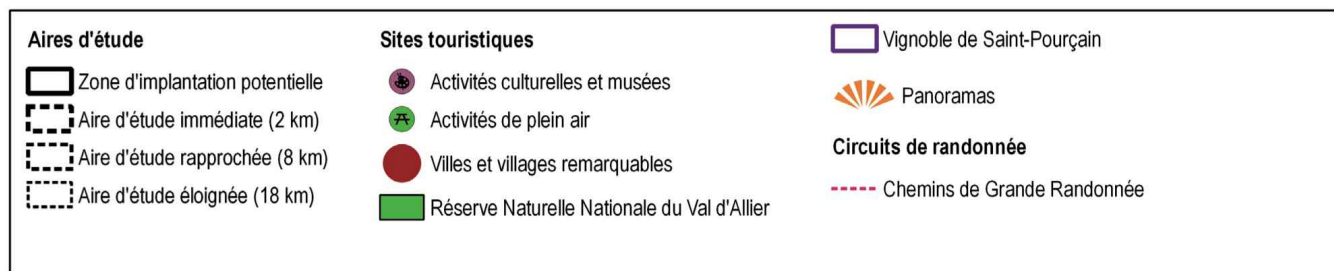 Aires d'étude
Zone d'implantation potentielle
Aire d'étude immédiate (2 km)
Aire d'étude rapprochée (8 km)
Aire d'étude éloignée (18 km)
Sites touristiques
Activités culturelles et musées
Activités de plein air
Villes et villages remarquables
Réserve Naturelle Nationale du Val d'Allier
Vignoble de Saint-Pourçain
Panoramas
Circuits de randonnée
Chemins de Grande Randonnée